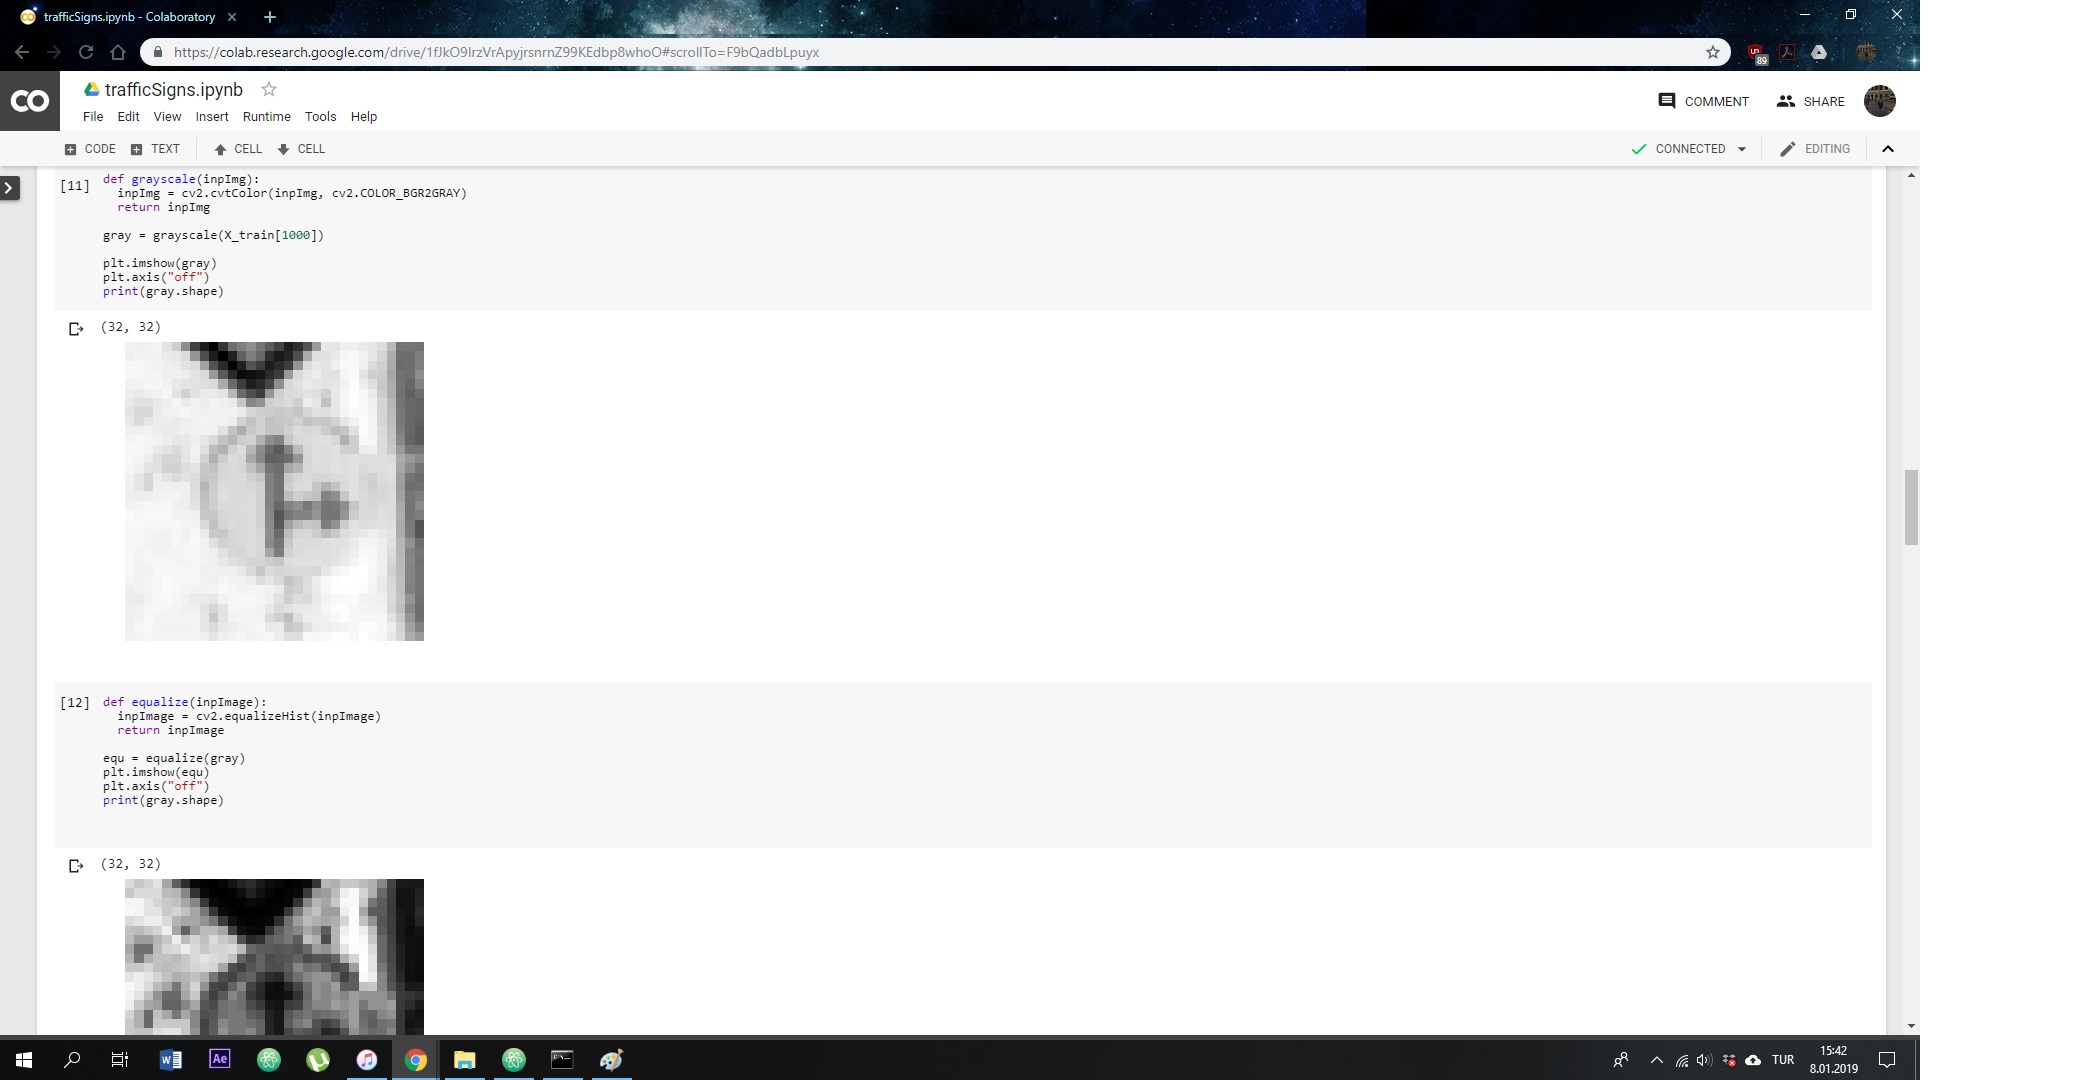 trafficSigns.ipynb - Colaboratory
https://colab.research.google.com/drive/1fJkO9IrzVrApyjrsnrnZ99KEdbp8whoO#scrollTo=F9bQadbLpuyx
89
CO
trafficSigns.ipynb
COMMENT
SHARE
File Edit View Insert Runtime Tools Help
CODE TEXT CELL CELL
CONNECTED
EDITING
[11]
def grayscale(inpImg):
inpImg = cv2.cvtColor(inpImg, cv2.COLOR_BGR2GRAY)
return inpImg
gray = grayscale(X_train[1000])
plt.imshow(gray)
plt.axis("off")
print(gray.shape)
(32, 32)
[12]
def equalize(inpImage):
inpImage = cv2.equalizeHist(inpImage)
return inpImage
equ = equalize(gray)
plt.imshow(equ)
plt.axis("off")
print(gray.shape)
(32, 32)
Ae
TUR
15:42
8.01.2019